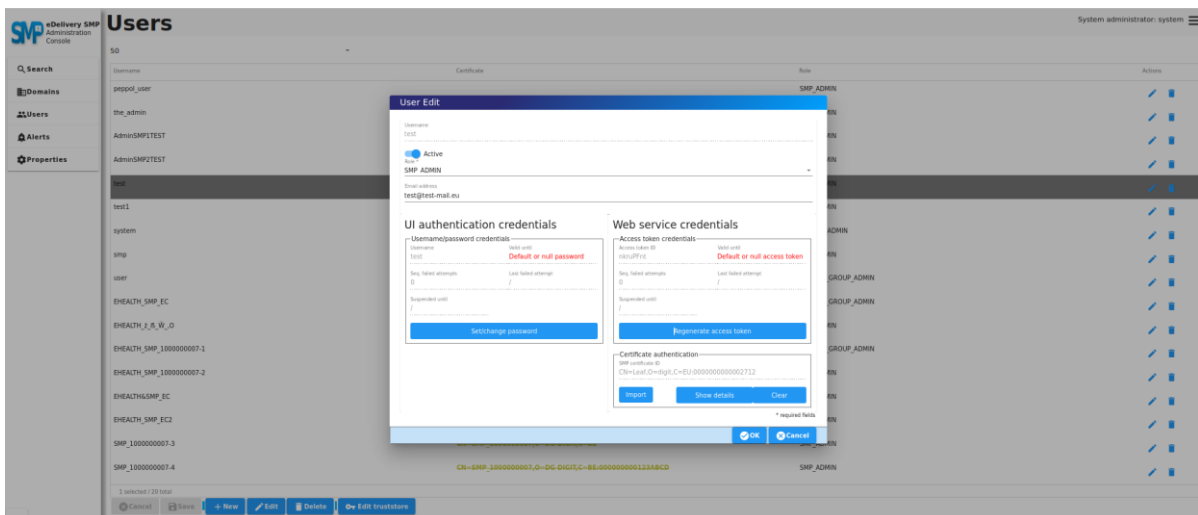 SMP eDelivery SMP
Administration
Console
Users
System administrator: system
50
Search
Domains
Users
Alerts
Properties
Username Certificate Role Actions
peppol_user SMP_ADMIN
the_admin
AdminSMP1TEST
AdminSMP2TEST
test
test1
system
smp
user GROUP_ADMIN
EHEALTH_SMP_EC GROUP_ADMIN
EHEALTH_SMP_1000000007-1 GROUP_ADMIN
EHEALTH_SMP_1000000007-2
EHEALTH&SMP_EC
EHEALTH_SMP_EC2
SMP_1000000007-3
SMP_1000000007-4 CN=SMP_1000000007,O=DG-DIGIT,C=BE:000000000123ABCD SMP_ADMIN
1 selected / 20 total
Cancel Save + New Edit Delete Edit truststore
User Edit
Username
test
Active
Role *
SMP ADMIN
Email address
test@test-mail.eu
UI authentication credentials
Username/password credentials
Username Valid until
test Default or null password
Seq. failed attempts Last failed attempt
0 /
Suspended until
/
Set/change password
Web service credentials
Access token credentials
Access token ID Valid until
Default or null access token
Seq. failed attempts Last failed attempt
0 /
Suspended until
/
Regenerate access token
Certificate authentication
SMP certificate ID
CN=Leaf,O=digit,C=EU:0000000000002712
Import Show details Clear
* required fields
OK Cancel